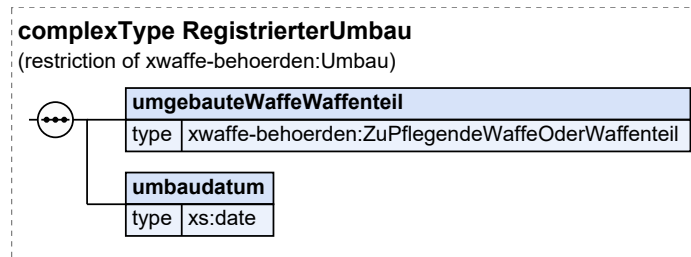 complexType RegistrierterUmbau
(restriction of xwaffe-behoerden:Umbau)
umgebauteWaffeWaffenteil
type xwaffe-behoerden:ZuPflegendeWaffeOderWaffenteil
umbaudatum
type xs:date